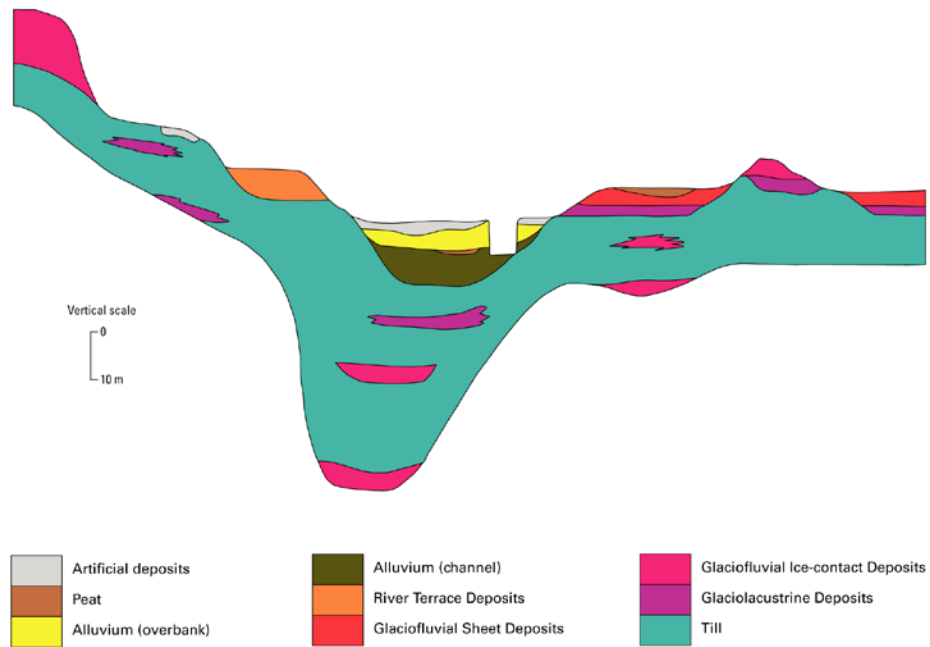 Vertical scale
0
10 m
Artificial deposits
Peat
Alluvium (overbank)
Alluvium (channel)
River Terrace Deposits
Glaciofluvial Sheet Deposits
Glaciofluvial Ice-contact Deposits
Glaciolacustrine Deposits
Till